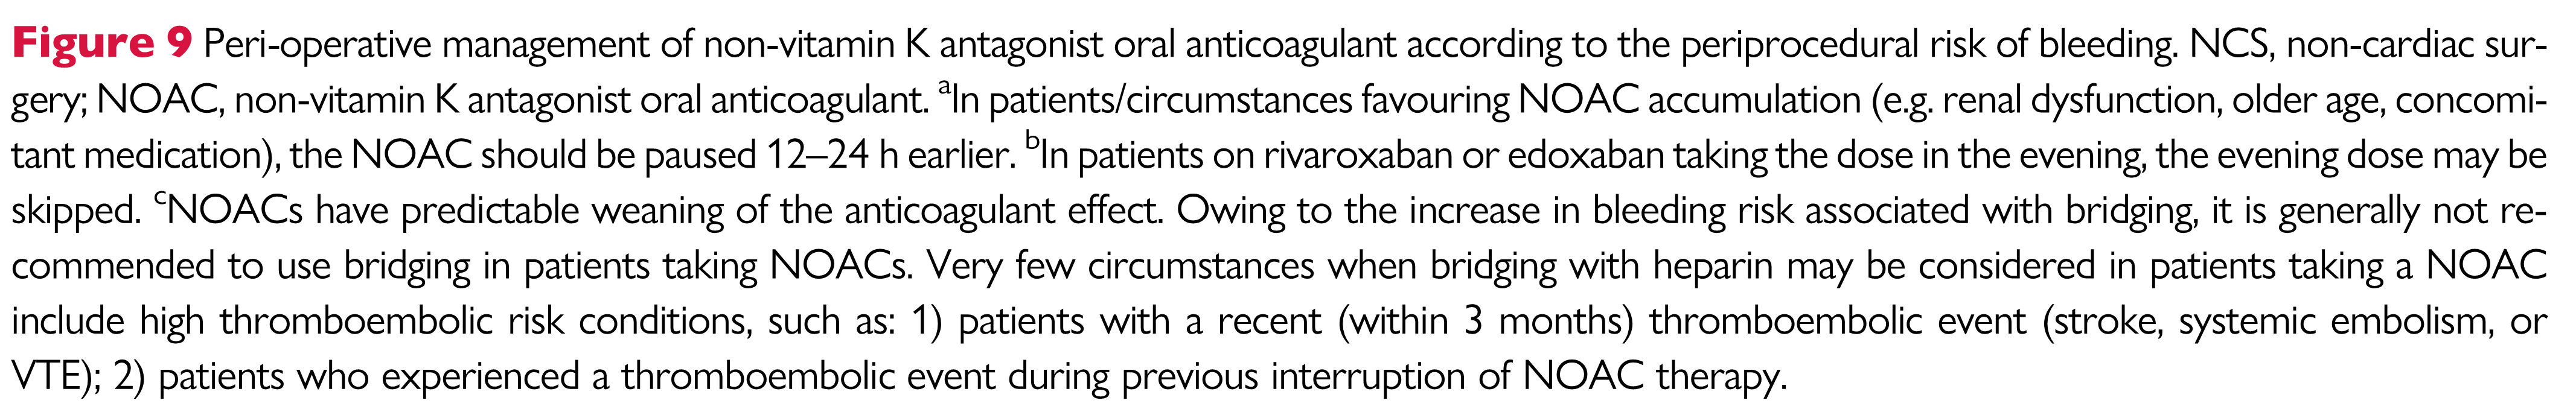 Figure 9 Peri-operative management of non-vitamin K antagonist oral anticoagulant according to the periprocedural risk of bleeding. NCS, non-cardiac sur-
gery; NOAC, non-vitamin K antagonist oral anticoagulant. ᵃIn patients/circumstances favouring NOAC accumulation (e.g. renal dysfunction, older age, concomi-
tant medication), the NOAC should be paused 12–24 h earlier. ᵇIn patients on rivaroxaban or edoxaban taking the dose in the evening, the evening dose may be
skipped. ᶜNOACs have predictable weaning of the anticoagulant effect. Owing to the increase in bleeding risk associated with bridging, it is generally not re-
commended to use bridging in patients taking NOACs. Very few circumstances when bridging with heparin may be considered in patients taking a NOAC
include high thromboembolic risk conditions, such as: 1) patients with a recent (within 3 months) thromboembolic event (stroke, systemic embolism, or
VTE); 2) patients who experienced a thromboembolic event during previous interruption of NOAC therapy.